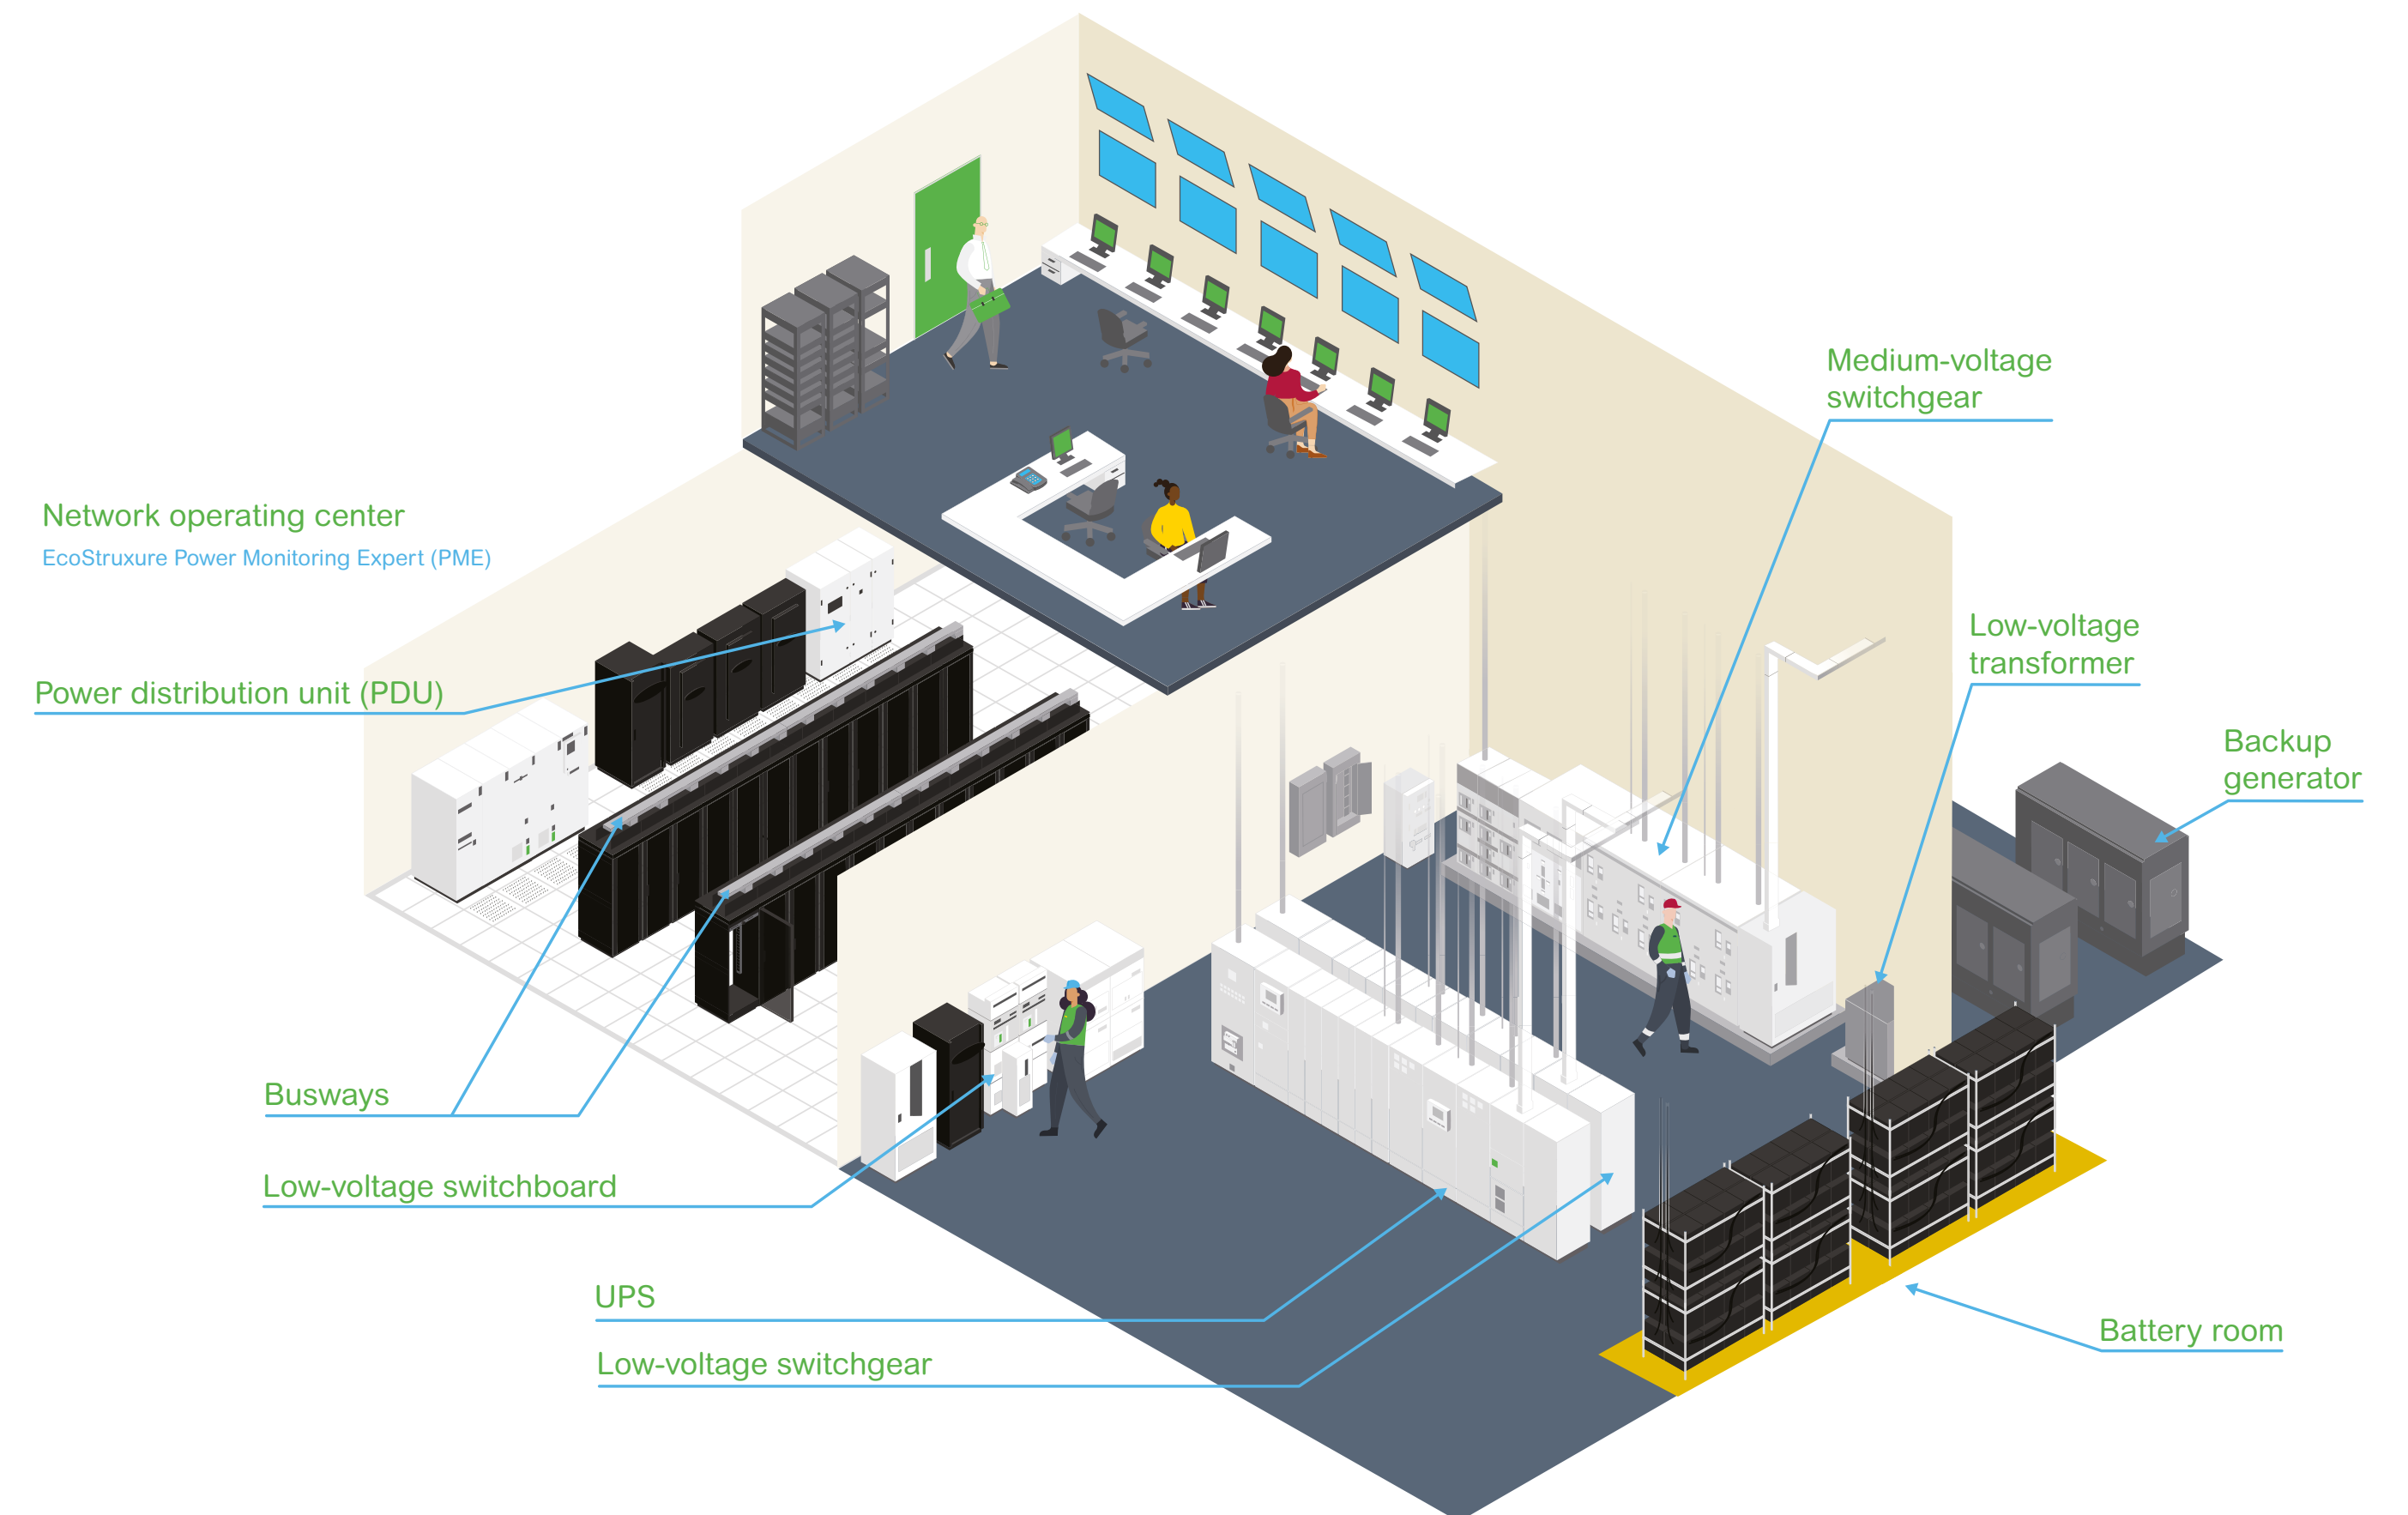 Medium-voltage
switchgear
Network operating center
EcoStruxure Power Monitoring Expert (PME)
Low-voltage
transformer
Power distribution unit (PDU)
Backup
generator
Busways
Low-voltage switchboard
UPS
Battery room
Low-voltage switchgear